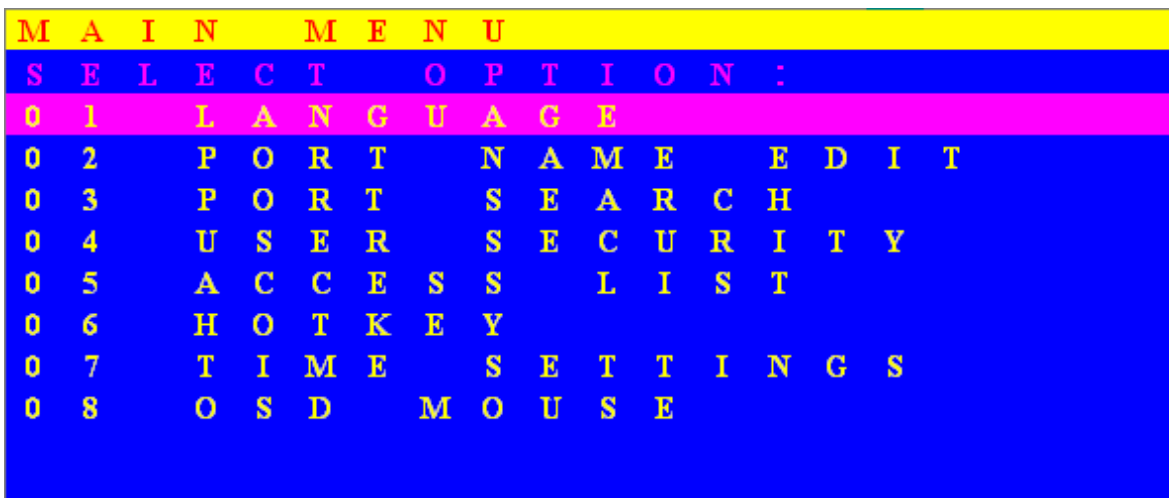 MAIN MENU
SELECT OPTION:
01 LANGUAGE
02 PORT NAME EDIT
03 PORT SEARCH
04 USER SECURITY
05 ACCESS LIST
06 HOTKEY
07 TIME SETTINGS
08 OSD MOUSE